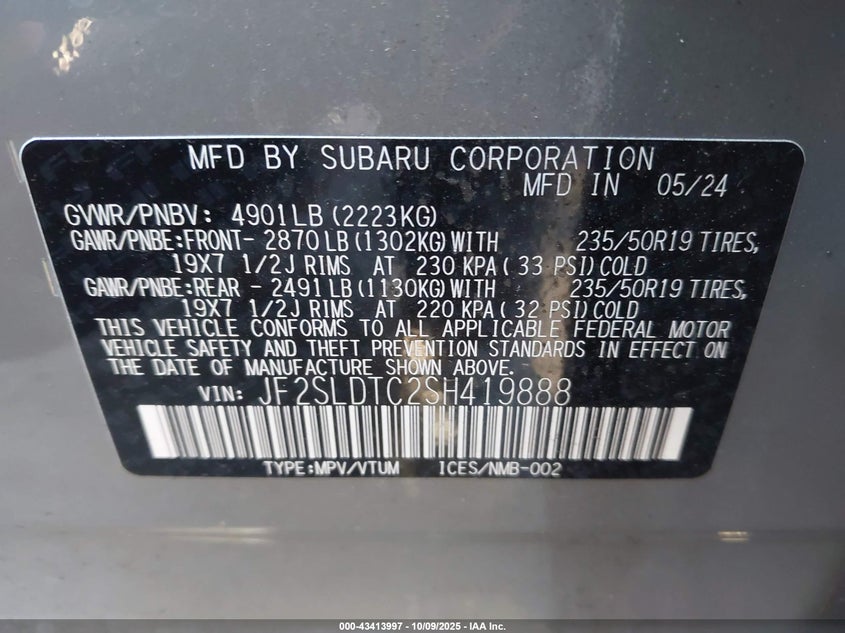 MFD BY SUBARU CORPORATION
MFD IN 05/24
GVWR/PNBV: 4901LB (2223KG)
GAWR/PNBE:FRONT- 2870LB (1302KG) WITH 235/50R19 TIRES,
19X7 1/2J RIMS AT 230 KPA( 33 PSI) COLD
GAWR/PNBE:REAR - 2491LB (1130KG) WITH 235/50R19 TIRES,
19X7 1/2J RIMS AT 220 KPA( 32 PSI) COLD
THIS VEHICLE CONFORMS TO ALL APPLICABLE FEDERAL MOTOR
VEHICLE SAFETY AND THEFT PREVENTION STANDARDS IN EFFECT ON
THE DATE OF MANUFACTURE SHOWN ABOVE.
VIN: JF2SLDTC2SH419888
TYPE:MPV/VTUM ICES/NMB-002
000-43413997 - 10/09/2025 - IAA Inc.